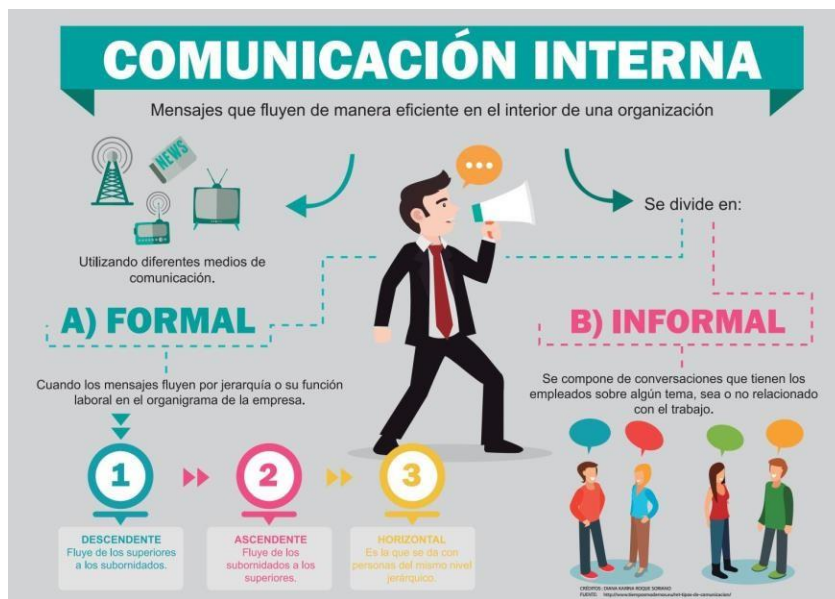 COMUNICACIÓN INTERNA
Mensajes que fluyen de manera eficiente en el interior de una organización
NEWS
Utilizando diferentes medios de
comunicación.
Se divide en:
A) FORMAL
Cuando los mensajes fluyen por jerarquía o su función
laboral en el organigrama de la empresa.
1
2
3
DESCENDENTE
Fluye de los superiores
a los subornidados.
ASCENDENTE
Fluye de los
subornidados a los
superiores.
HORIZONTAL
Es la que se da con
personas del mismo nivel
jerárquico.
B) INFORMAL
Se compone de conversaciones que tienen los
empleados sobre algún tema, sea o no relacionado
con el trabajo.
CRÉDITOS:
FUENTE: